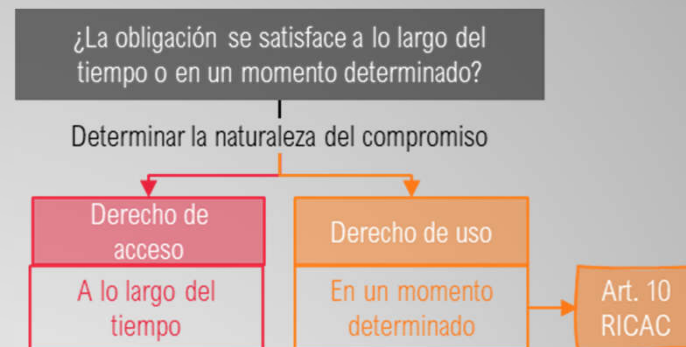 ¿La obligación se satisface a lo largo del
tiempo o en un momento determinado?
Determinar la naturaleza del compromiso
Derecho de
acceso
A lo largo del
tiempo
Derecho de uso
En un momento
determinado
Art. 10
RICAC